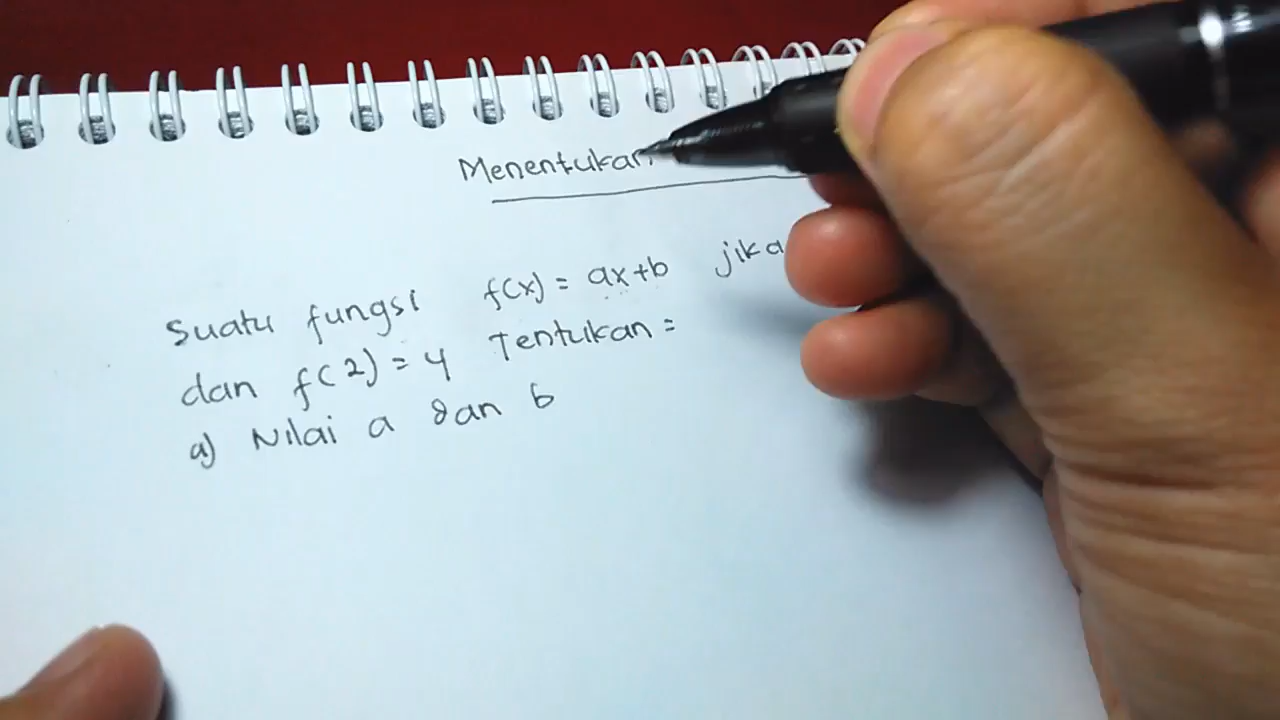 Menentukan
Suatu fungsi f(x) = ax+b jika
dan f(2) = 4 Tentukan =
a) Nilai a dan b